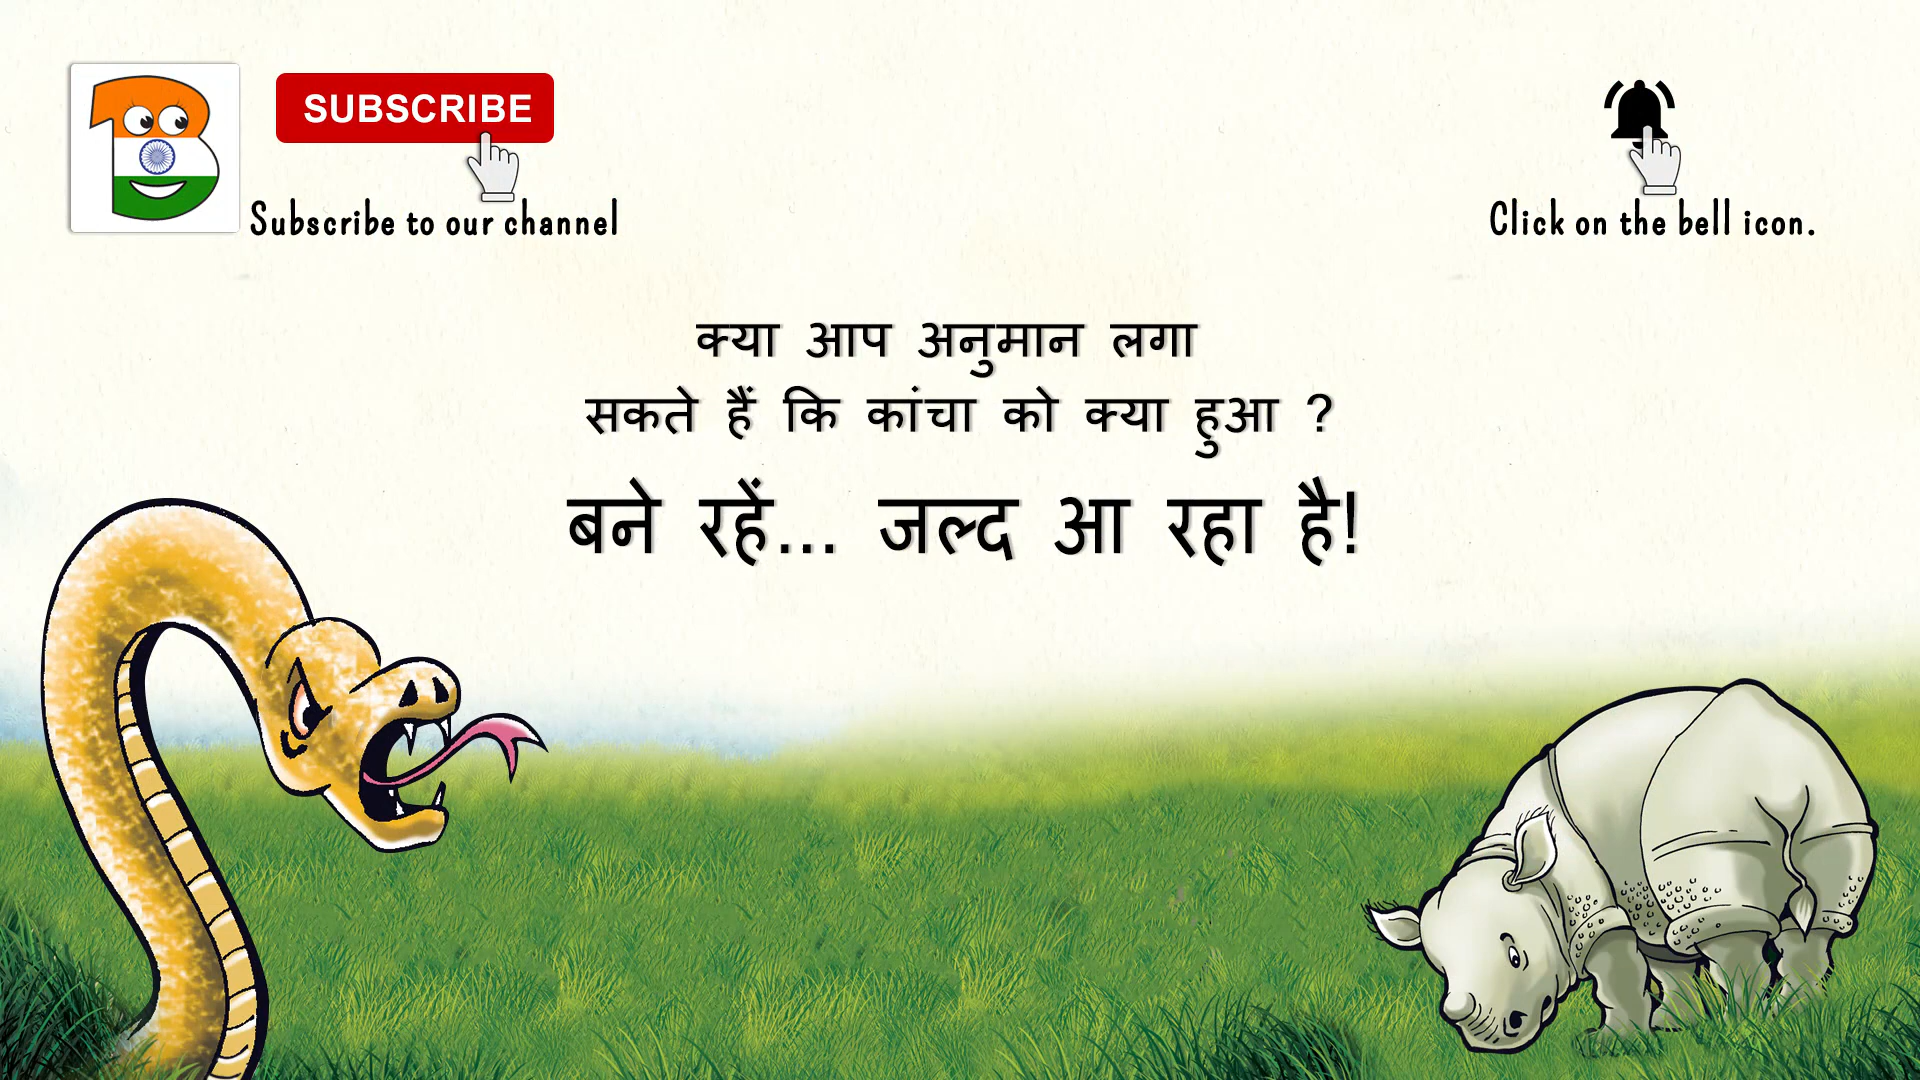 SUBSCRIBE
Subscribe to our channel
Click on the bell icon.
क्या आप अनुमान लगा
सकते हैं कि कांचा को क्या हुआ ?
बने रहें... जल्द आ रहा है!